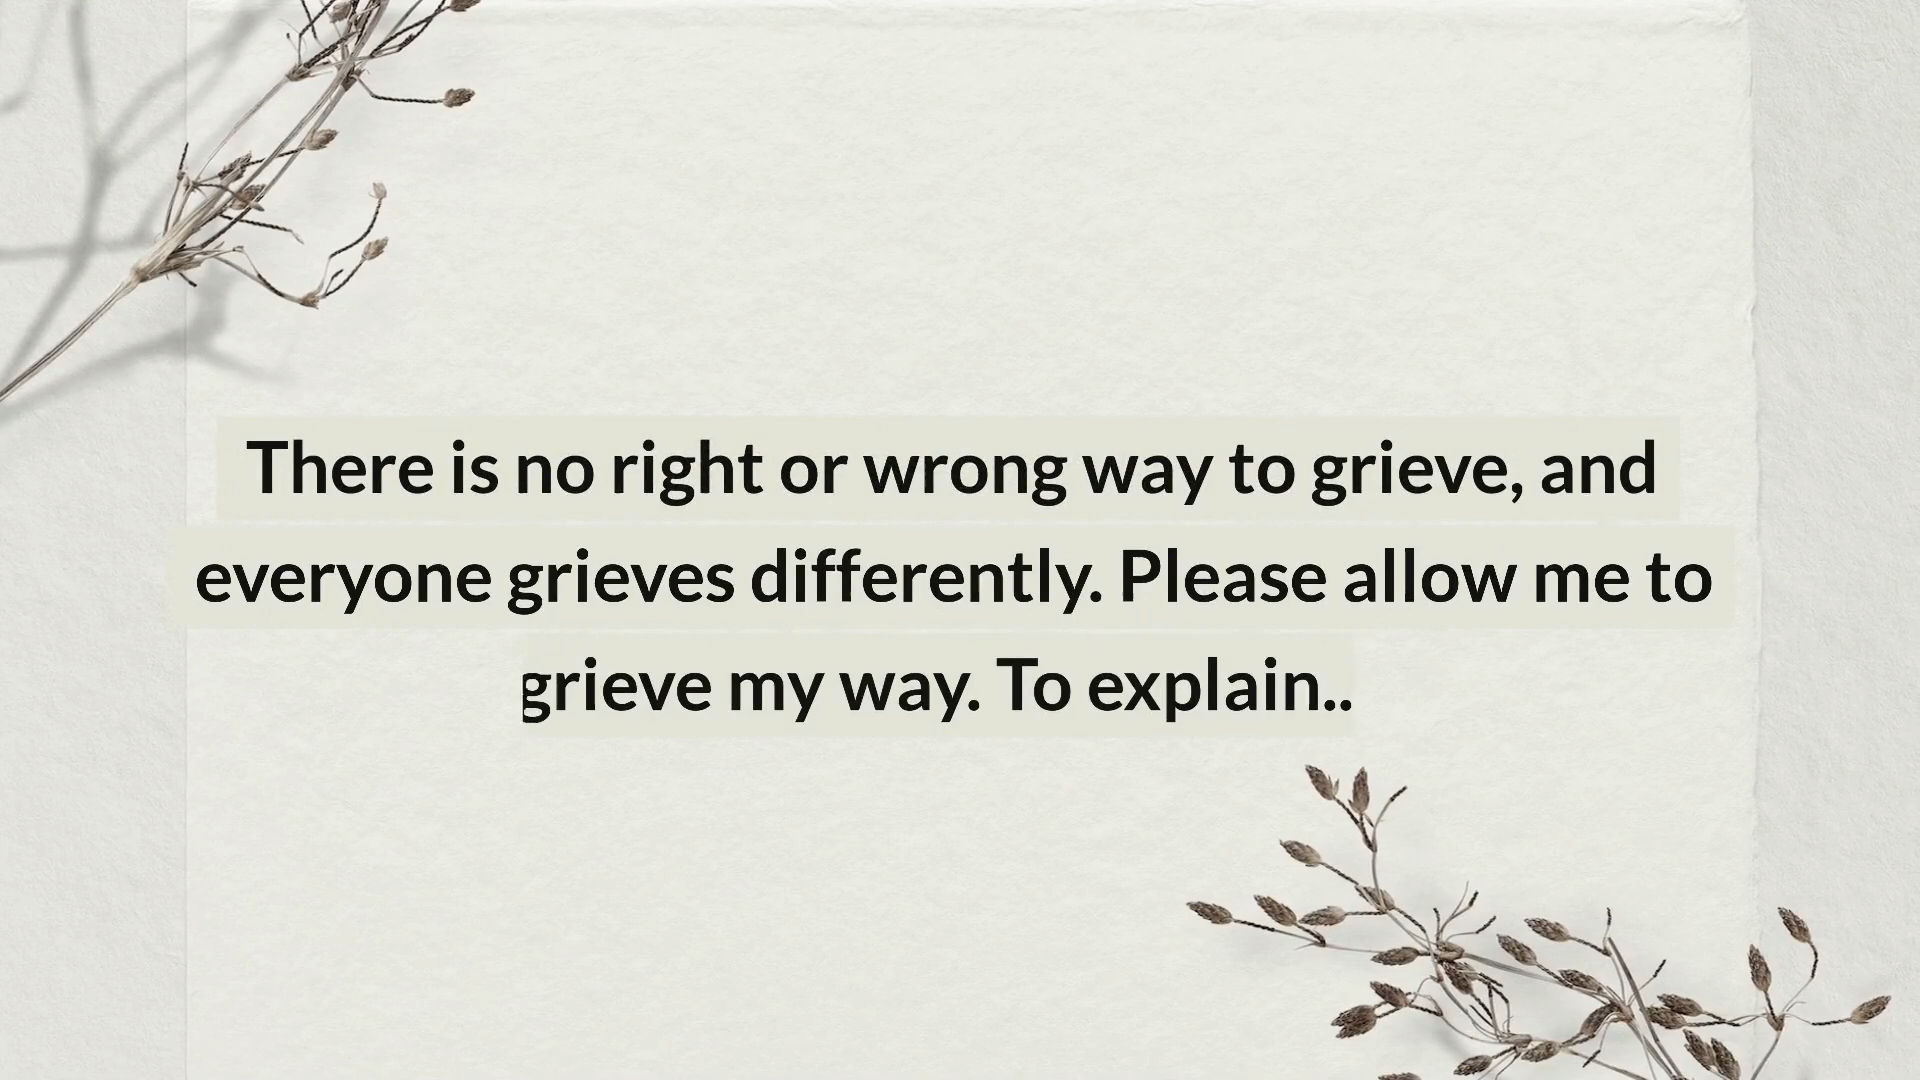 There is no right or wrong way to grieve, and
everyone grieves differently. Please allow me to
grieve my way. To explain..